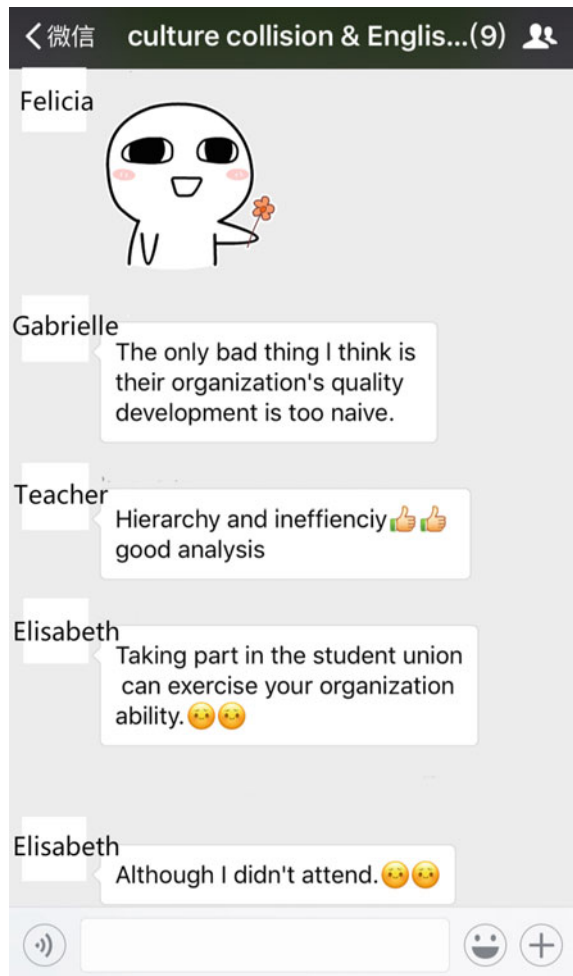 微信 culture collision & Englis...(9)
Felicia
Gabrielle
The only bad thing I think is
their organization's quality
development is too naive.
Teacher
Hierarchy and ineffienciy👍👍
good analysis
Elisabeth
Taking part in the student union
can exercise your organization
ability.😊😊
Elisabeth
Although I didn't attend.😊😊